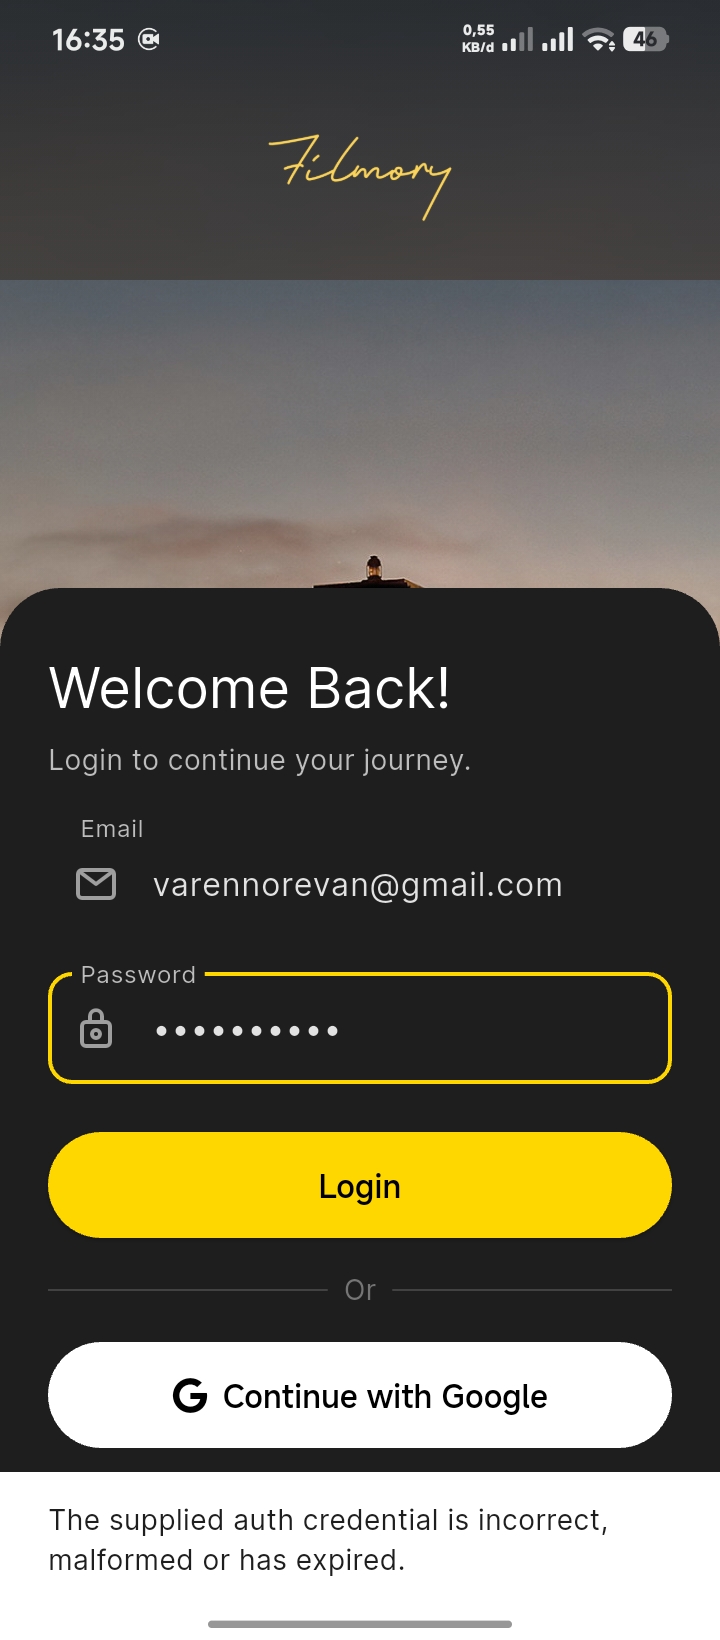 16:35
0,55
KB/d
46
Filmory
Welcome Back!
Login to continue your journey.
Email
varennorevan@gmail.com
Password
••••••••••
Login
Or
Continue with Google
The supplied auth credential is incorrect,
malformed or has expired.